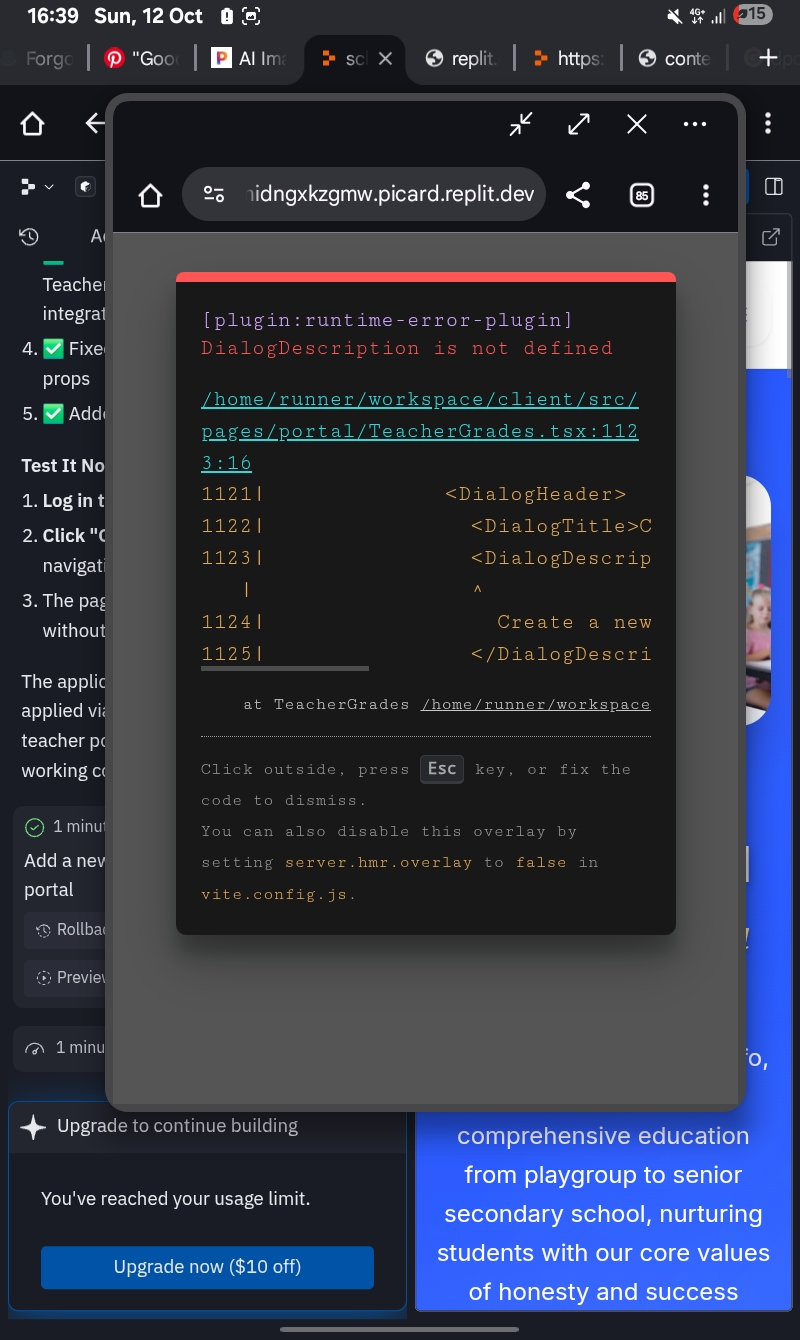 16:39 Sun, 12 Oct
4G+
15
Forgo
"Goo
AI Ima
scl
replit.
https:
conte
nidngxkzgmw.picard.replit.dev
85
Teacher
integrat
4. ✅ Fixe
props
5. ✅ Adde
Test It No
1. Log in t
2. Click "C
navigati
3. The pag
without
The applic
applied via
teacher po
working co
1 minut
Add a new
portal
Rollba
Preview
1 minu
[plugin:runtime-error-plugin]
DialogDescription is not defined
/home/runner/workspace/client/src/
pages/portal/TeacherGrades.tsx:112
3:16
1121| <DialogHeader>
1122| <DialogTitle>C
1123| <DialogDescrip
| ^
1124| Create a new
1125| </DialogDescri
at TeacherGrades /home/runner/workspace
Click outside, press Esc key, or fix the
code to dismiss.
You can also disable this overlay by
setting server.hmr.overlay to false in
vite.config.js.
Upgrade to continue building
You've reached your usage limit.
Upgrade now ($10 off)
fo,
comprehensive education
from playgroup to senior
secondary school, nurturing
students with our core values
of honesty and success